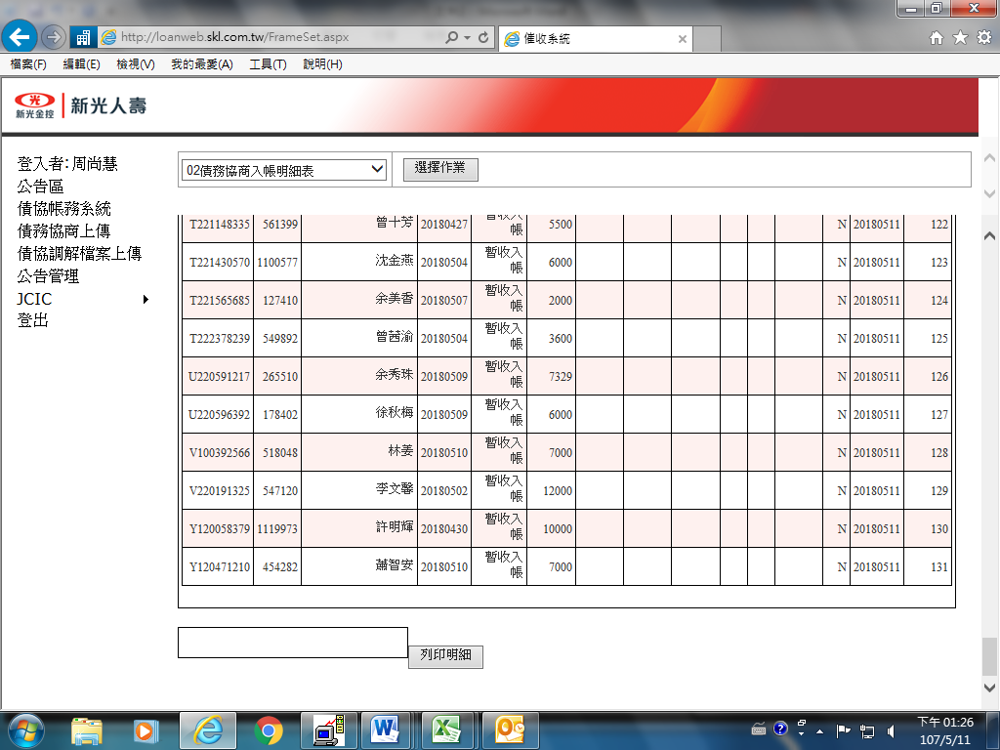 http://loanweb.skl.com.tw/FrameSet.aspx
催收系統
檔案(F) 編輯(E) 檢視(V) 我的最愛(A) 工具(T) 說明(H)
新光金控 新光人壽
登入者: 周尚慧
公告區
債協帳務系統
債務協商上傳
債協調解檔案上傳
公告管理
JCIC
登出
02債務協商入帳明細表 選擇作業
T221148335 561399 曾十芳 20180427 暫收入帳 5500 N 20180511 122
T221430570 1100577 沈金燕 20180504 暫收入帳 6000 N 20180511 123
T221565685 127410 余美香 20180507 暫收入帳 2000 N 20180511 124
T222378239 549892 曾茜渝 20180504 暫收入帳 3600 N 20180511 125
U220591217 265510 余秀珠 20180509 暫收入帳 7329 N 20180511 126
U220596392 178402 徐秋梅 20180509 暫收入帳 6000 N 20180511 127
V100392566 518048 林姜 20180510 暫收入帳 7000 N 20180511 128
V220191325 547120 李文馨 20180502 暫收入帳 12000 N 20180511 129
Y120058379 1119973 許明輝 20180430 暫收入帳 10000 N 20180511 130
Y120471210 454282 蕭智安 20180510 暫收入帳 7000 N 20180511 131
列印明細
下午 01:26
107/5/11